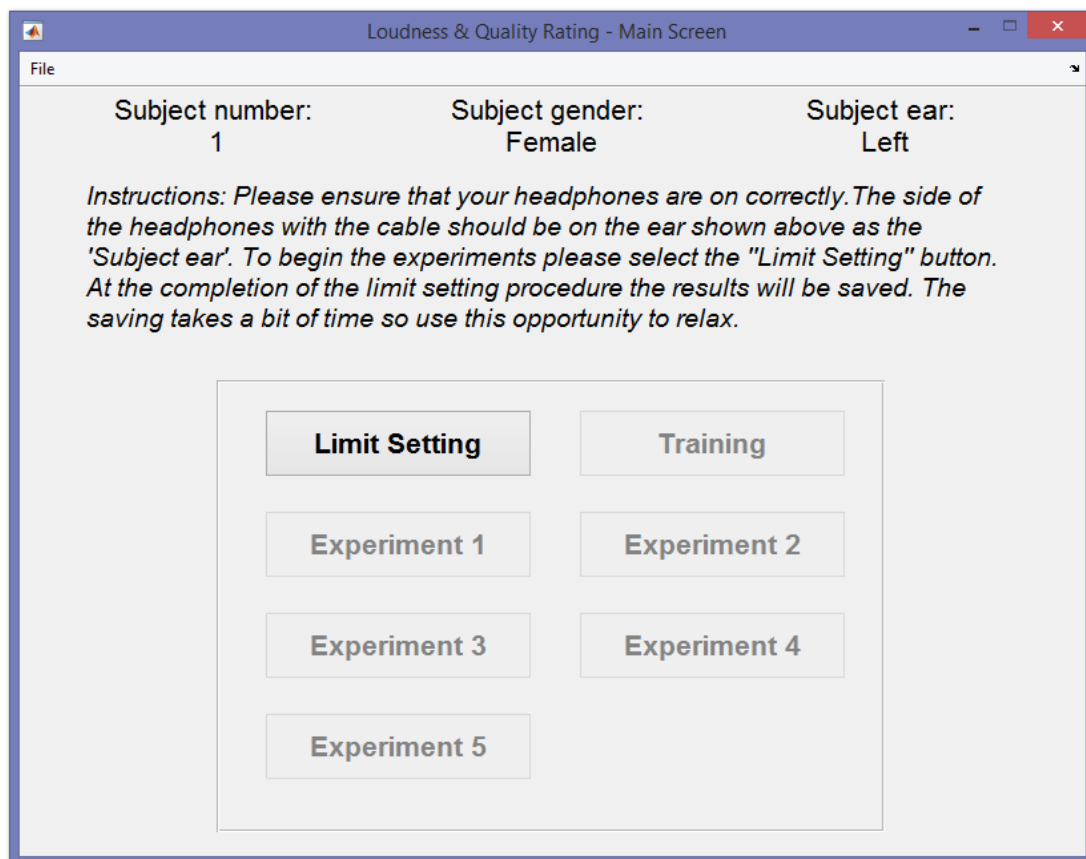 Loudness & Quality Rating - Main Screen
File
Subject number: Subject gender: Subject ear:
1 Female Left
Instructions: Please ensure that your headphones are on correctly.The side of
the headphones with the cable should be on the ear shown above as the
'Subject ear'. To begin the experiments please select the "Limit Setting" button.
At the completion of the limit setting procedure the results will be saved. The
saving takes a bit of time so use this opportunity to relax.
Limit Setting Training
Experiment 1 Experiment 2
Experiment 3 Experiment 4
Experiment 5